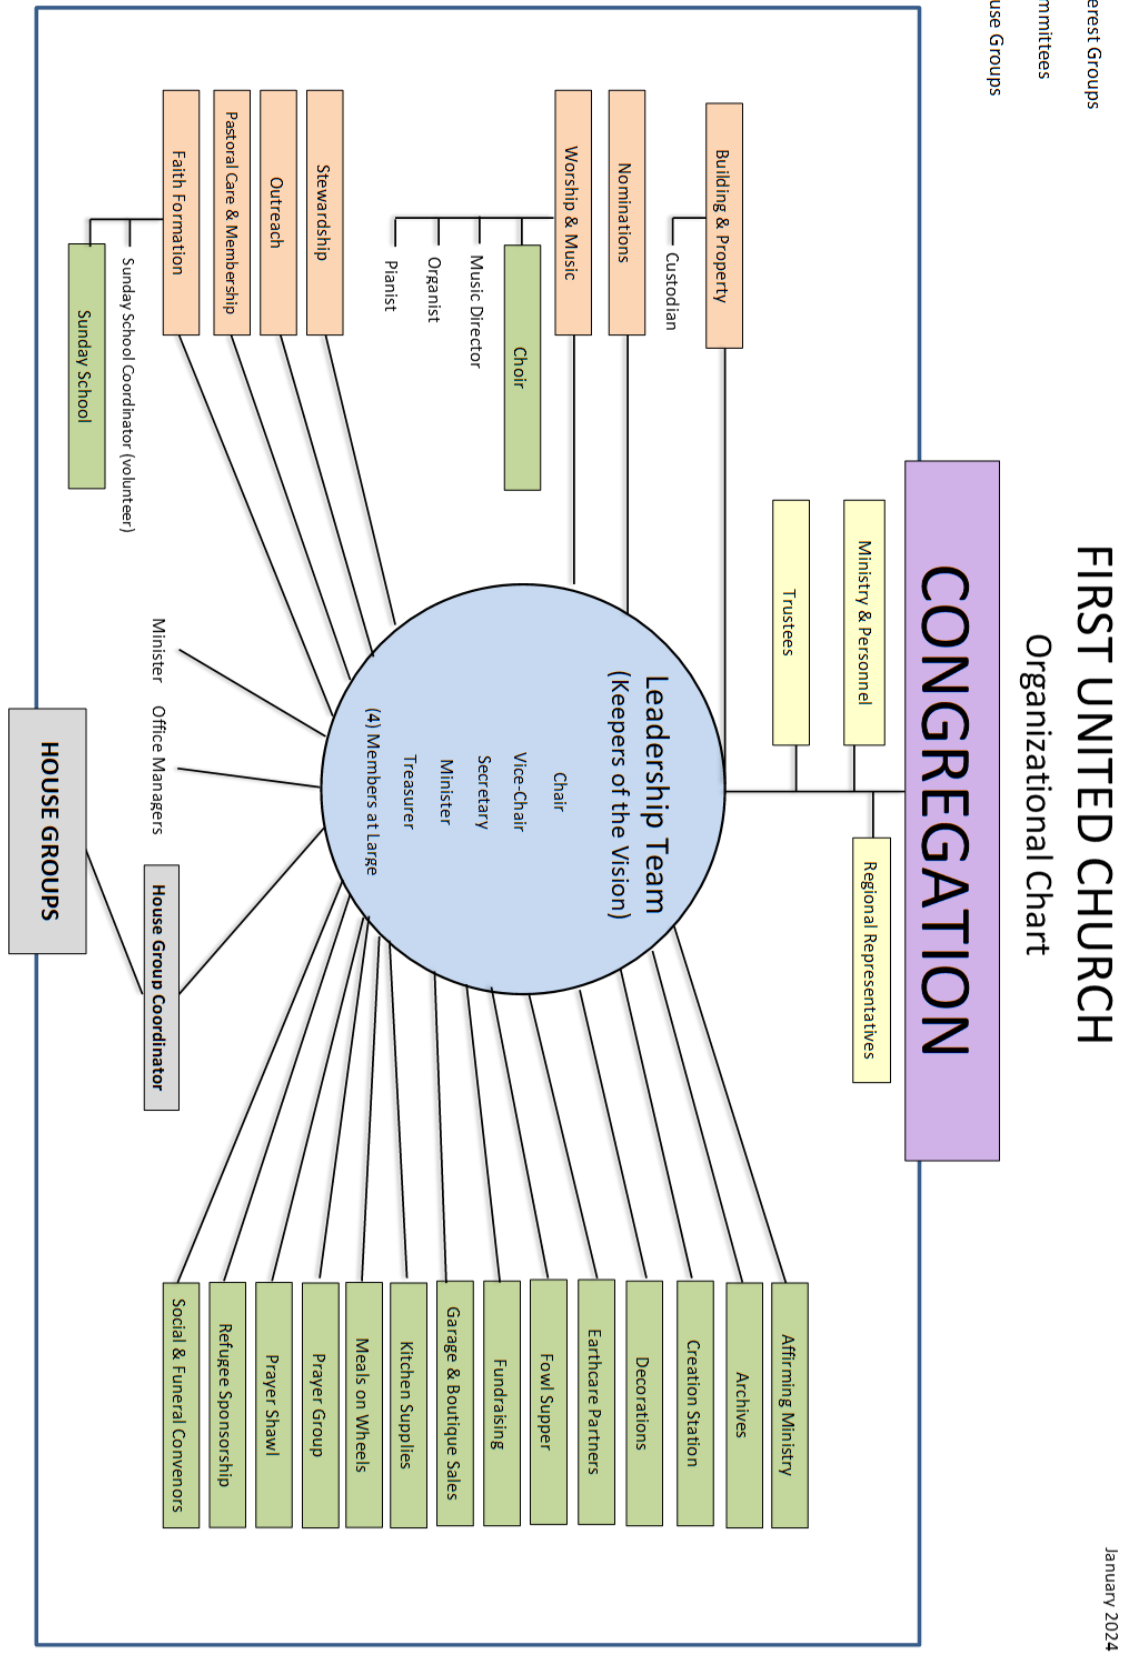 FIRST UNITED CHURCH
Organizational Chart
January 2024
erest Groups
mmittees
use Groups
CONGREGATION
Ministry & Personnel
Trustees
Regional Representatives
Building & Property
Custodian
Nominations
Worship & Music
Choir
Music Director
Organist
Pianist
Stewardship
Outreach
Pastoral Care & Membership
Faith Formation
Sunday School Coordinator (volunteer)
Sunday School
Leadership Team
(Keepers of the Vision)
Chair
Vice-Chair
Secretary
Minister
Treasurer
(4) Members at Large
Affirming Ministry
Archives
Creation Station
Decorations
Earthcare Partners
Fowl Supper
Fundraising
Garage & Boutique Sales
Kitchen Supplies
Meals on Wheels
Prayer Group
Prayer Shawl
Refugee Sponsorship
Social & Funeral Convenors
Minister
Office Managers
House Group Coordinator
HOUSE GROUPS